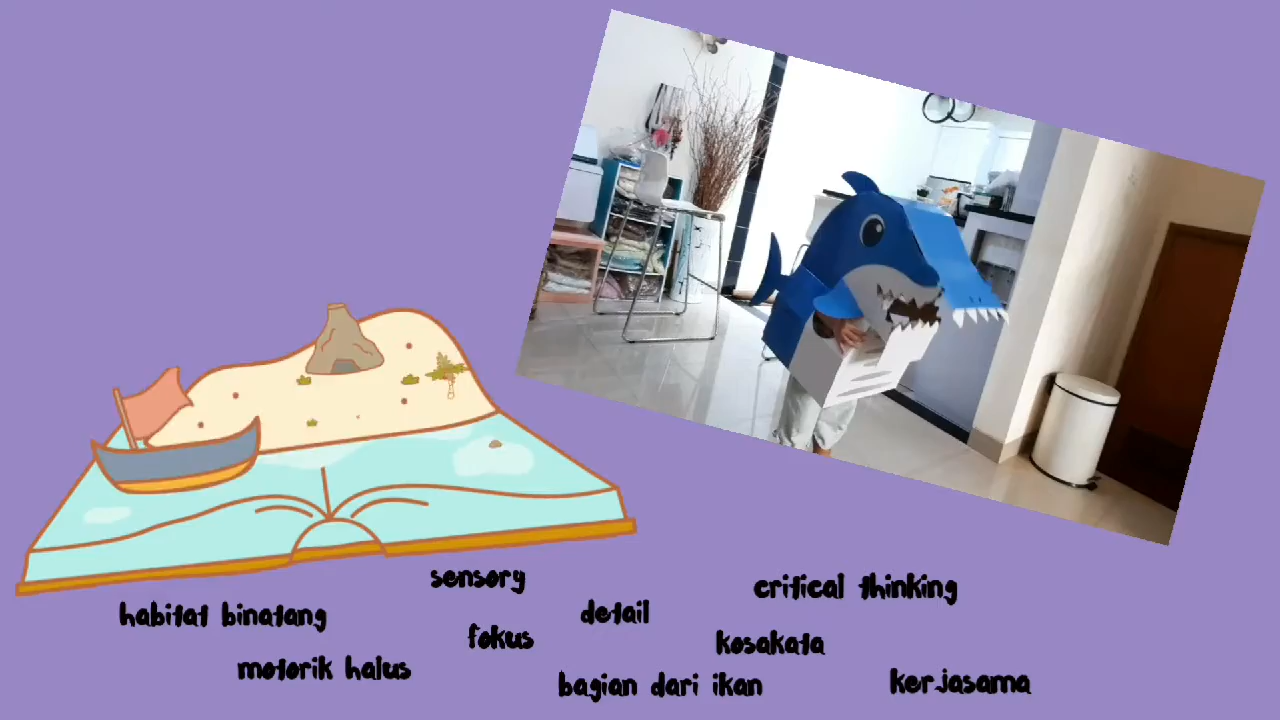 sensory
critical thinking
habitat binatang
detail
fokus
kosakata
motorik halus
bagian dari ikan
kerjasama